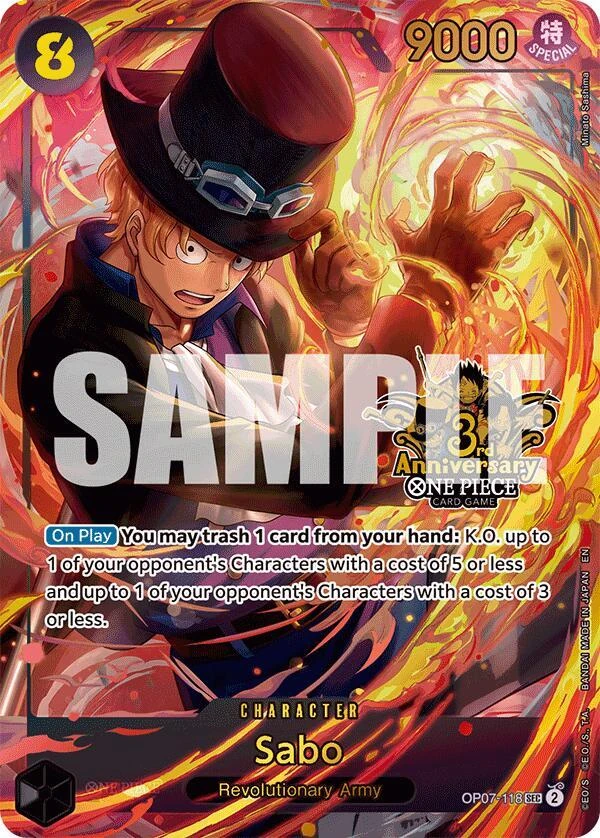 8
9000
特
SPECIAL
Minato Sashima
SAMPLE
3rd
Anniversary
ONE PIECE
CARD GAME
On Play You may trash 1 card from your hand: K.O. up to
1 of your opponent's Characters with a cost of 5 or less
and up to 1 of your opponent's Characters with a cost of 3
or less.
©E.O/S ©E.O./S.,T.A. BANDAI MADE IN JAPAN EN
CHARACTER
Sabo
Revolutionary Army
ONE PIECE
OP07-118 SEC 2